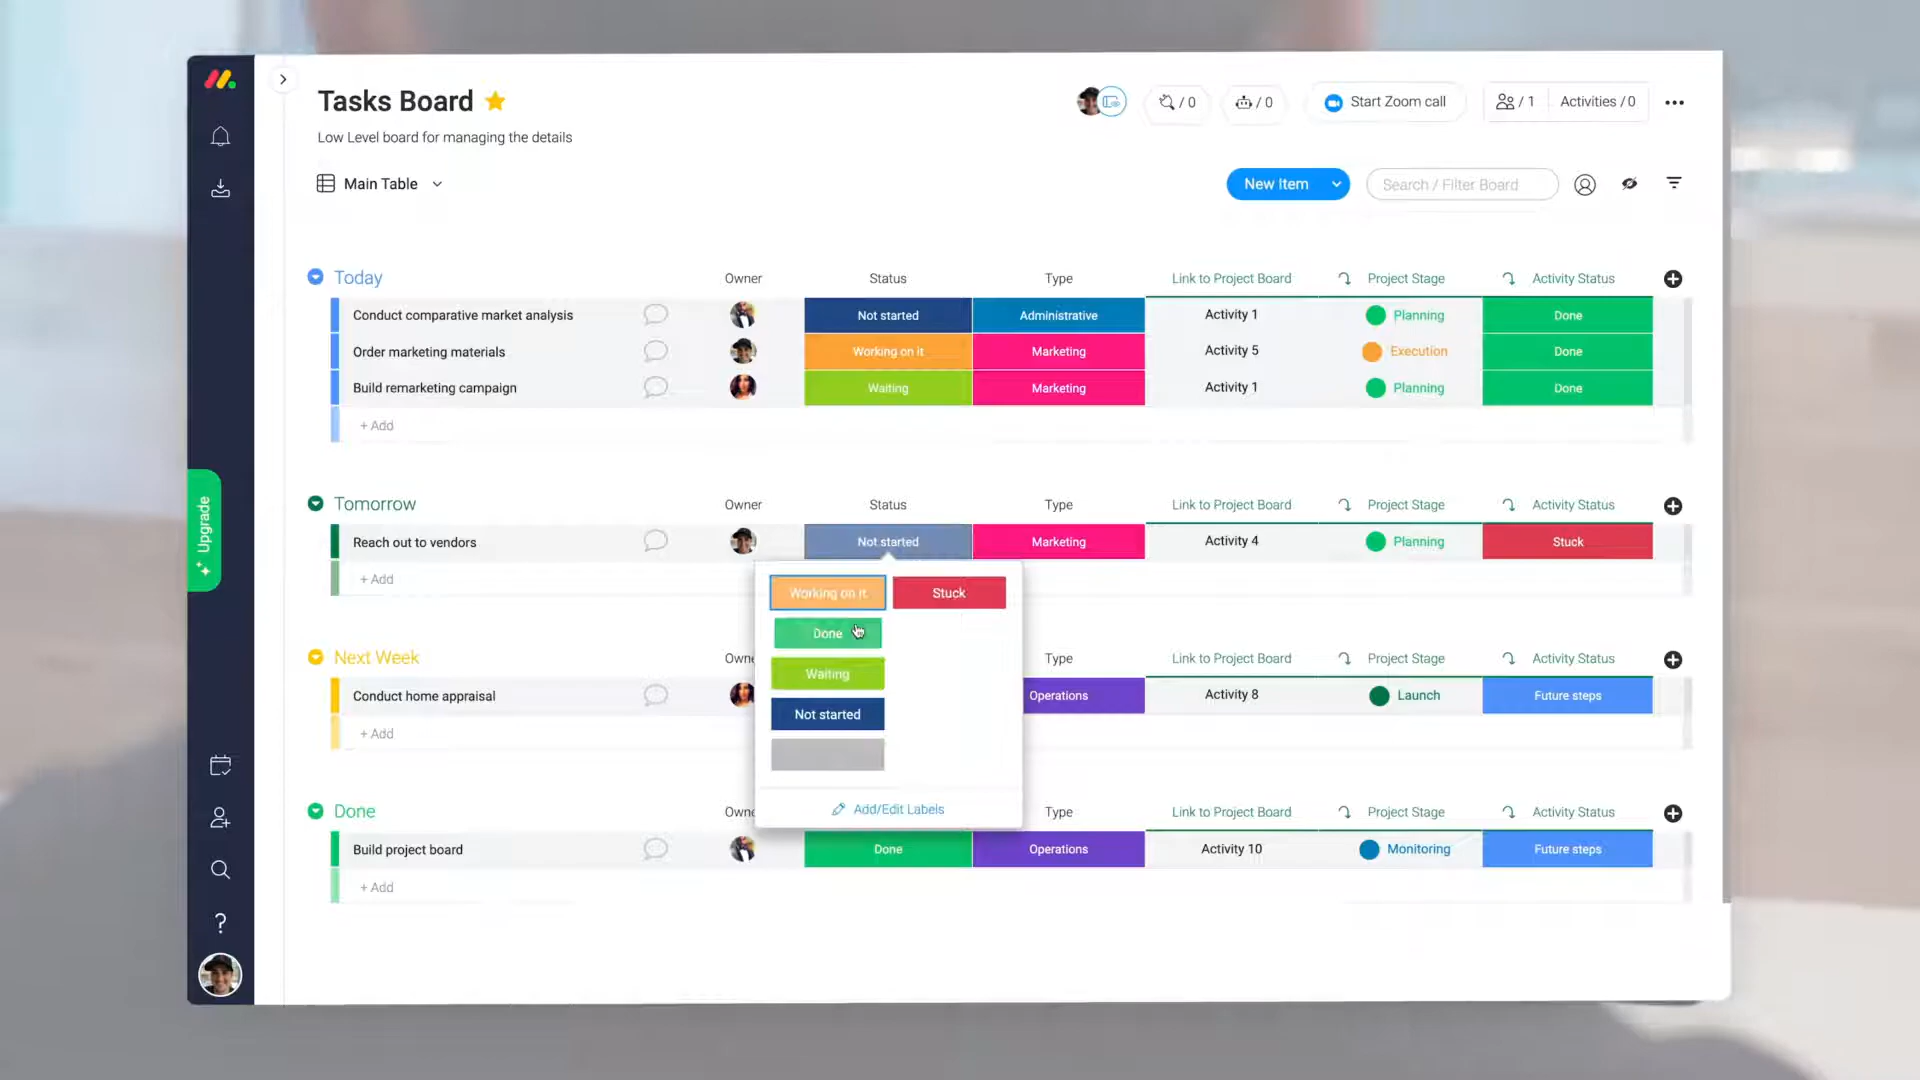 Tasks Board
/ 0
/ 0
Start Zoom call
/ 1
Activities / 0
Low Level board for managing the details
Main Table
New Item
Search / Filter Board
Today
Owner
Status
Type
Link to Project Board
Project Stage
Activity Status
Conduct comparative market analysis
Not started
Administrative
Activity 1
Planning
Done
Order marketing materials
Working on it
Marketing
Activity 5
Execution
Done
Build remarketing campaign
Waiting
Marketing
Activity 1
Planning
Done
+ Add
Upgrade
Tomorrow
Owner
Status
Type
Link to Project Board
Project Stage
Activity Status
Reach out to vendors
Not started
Marketing
Activity 4
Planning
Stuck
+ Add
Working on it
Stuck
Done
Waiting
Not started
Add/Edit Labels
Next Week
Owne
Type
Link to Project Board
Project Stage
Activity Status
Conduct home appraisal
Operations
Activity 8
Launch
Future steps
+ Add
Done
Owne
Type
Link to Project Board
Project Stage
Activity Status
Build project board
Done
Operations
Activity 10
Monitoring
Future steps
+ Add